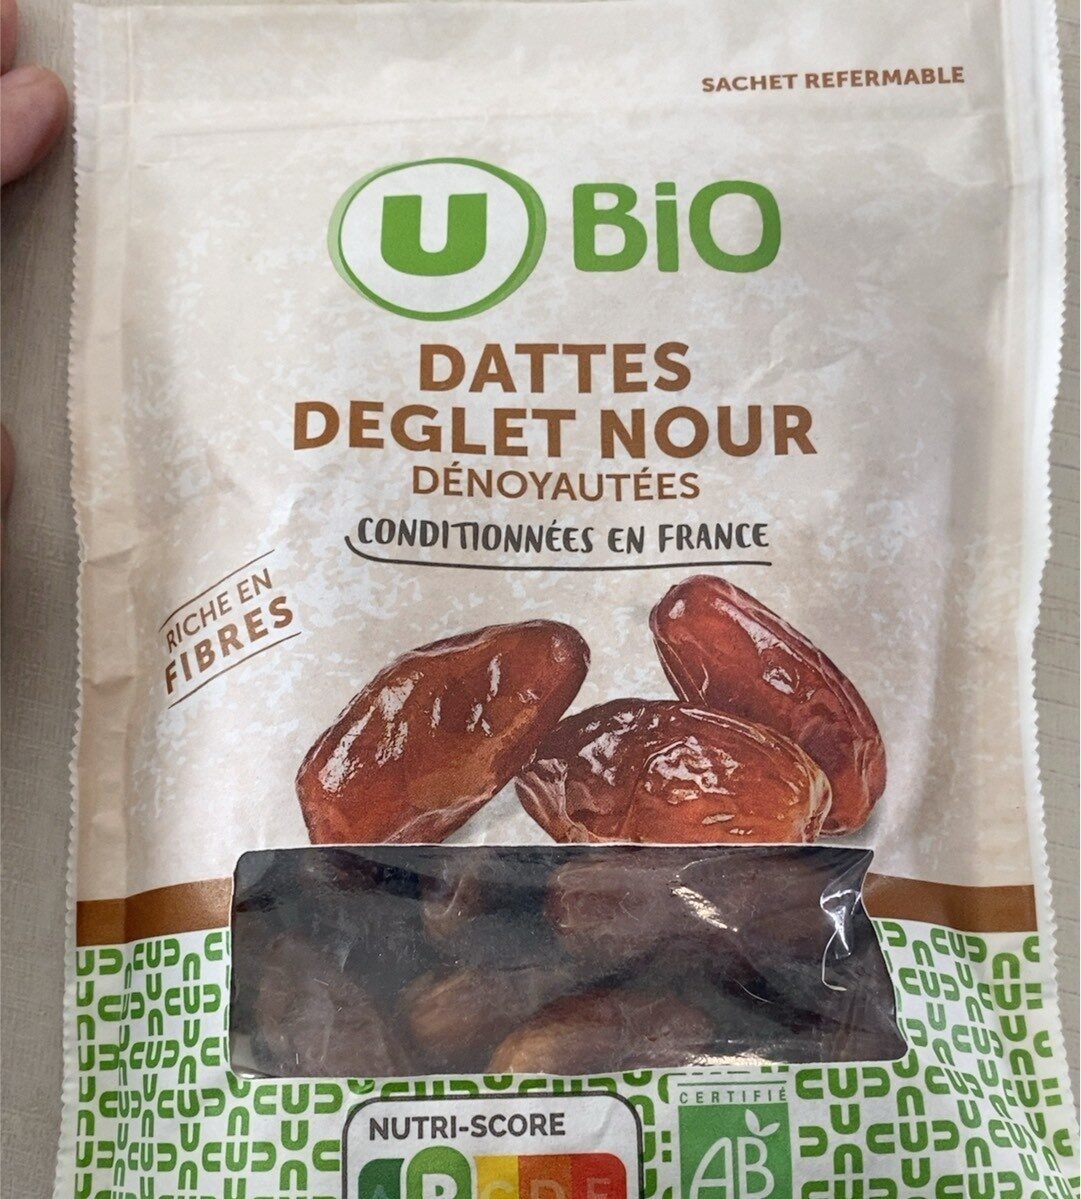 SACHET REFERMABLE
U BiO
DATTES
DEGLET NOUR
DÉNOYAUTÉES
CONDITIONNÉES EN FRANCE
RICHE EN
FIBRES
NUTRI-SCORE
A B C D E
CERTIFIÉ
AB